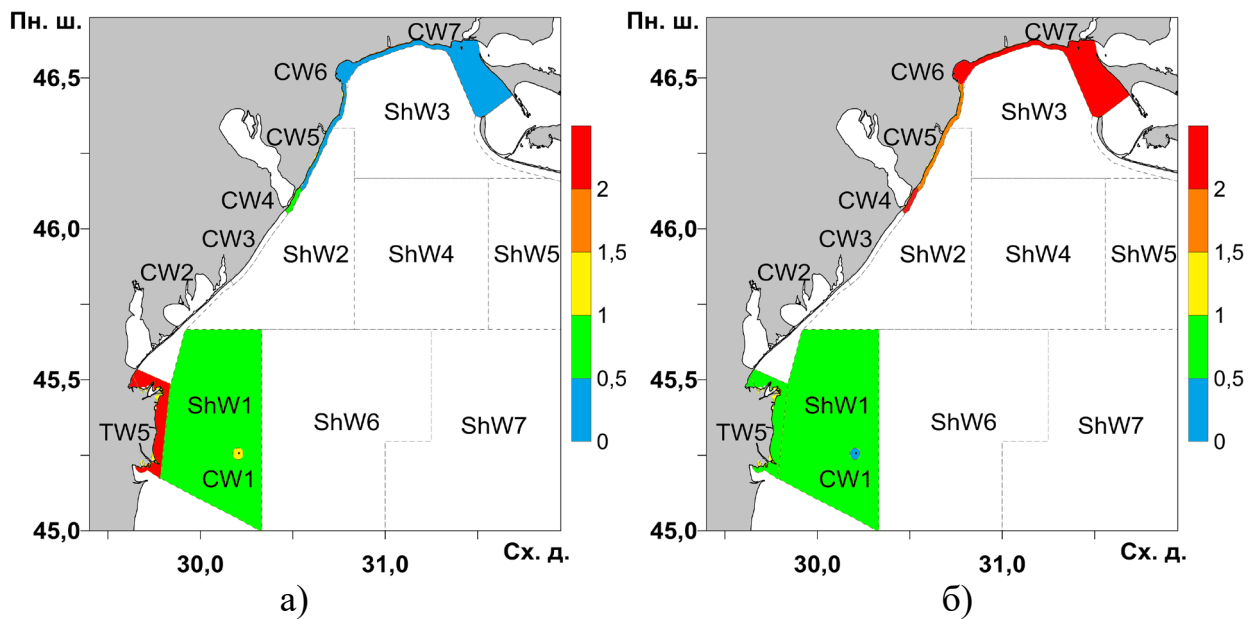 Пн. ш.
CW7
46,5
CW6
ShW3
CW5
2
CW4
46,0
CW3
ShW2
ShW4
ShW5
1,5
CW2
1
45,5
ShW1
0,5
TW5
ShW6
ShW7
0
CW1
45,0
Сх. д.
30,0
31,0
а)
Пн. ш.
CW7
46,5
CW6
ShW3
CW5
2
CW4
46,0
CW3
ShW2
ShW4
ShW5
1,5
CW2
1
45,5
ShW1
0,5
TW5
ShW6
ShW7
0
CW1
45,0
Сх. д.
30,0
31,0
б)